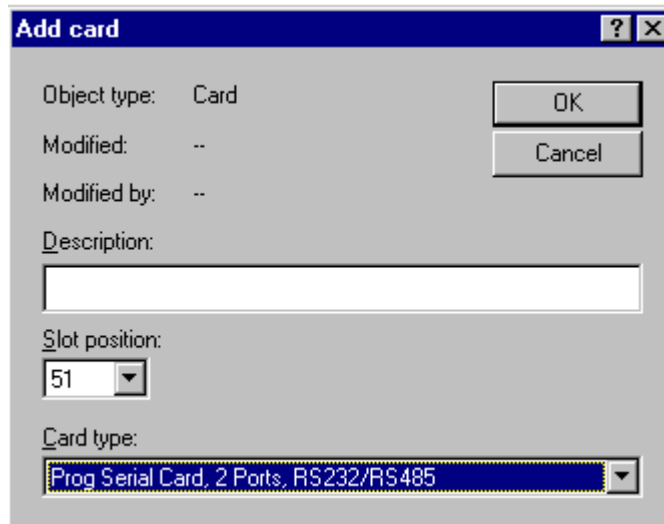 Add card
Object type: Card
OK
Modified: --
Cancel
Modified by: --
Description:
Slot position:
51
Card type:
Prog Serial Card, 2 Ports, RS232/RS485